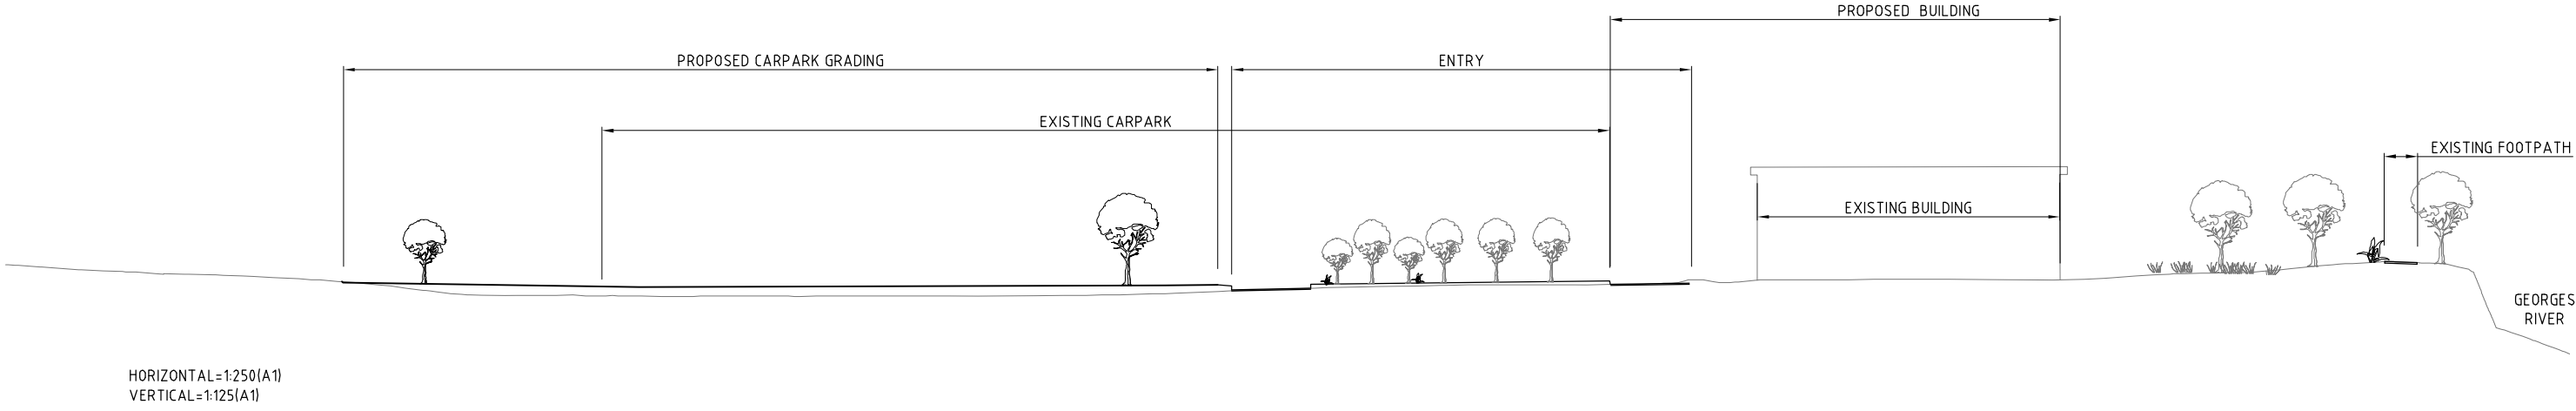 PROPOSED BUILDING
PROPOSED CARPARK GRADING
ENTRY
EXISTING CARPARK
EXISTING FOOTPATH
EXISTING BUILDING
GEORGES
RIVER
HORIZONTAL=1:250(A1)
VERTICAL=1:125(A1)